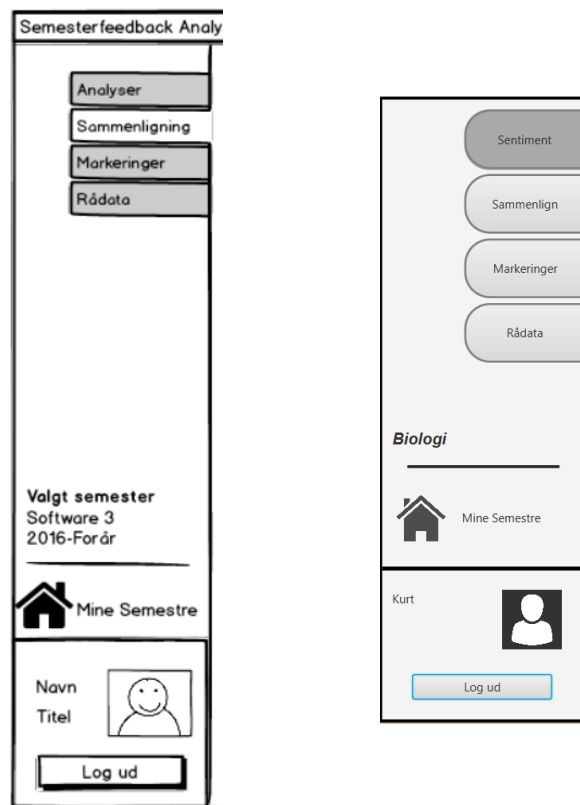 Semesterfeedback Analy
Analyser
Sammenligning
Markeringer
Rådata
Valgt semester
Software 3
2016-Forår
Mine Semestre
Navn
Titel
Log ud
Sentiment
Sammenlign
Markeringer
Rådata
Biologi
Mine Semestre
Kurt
Log ud